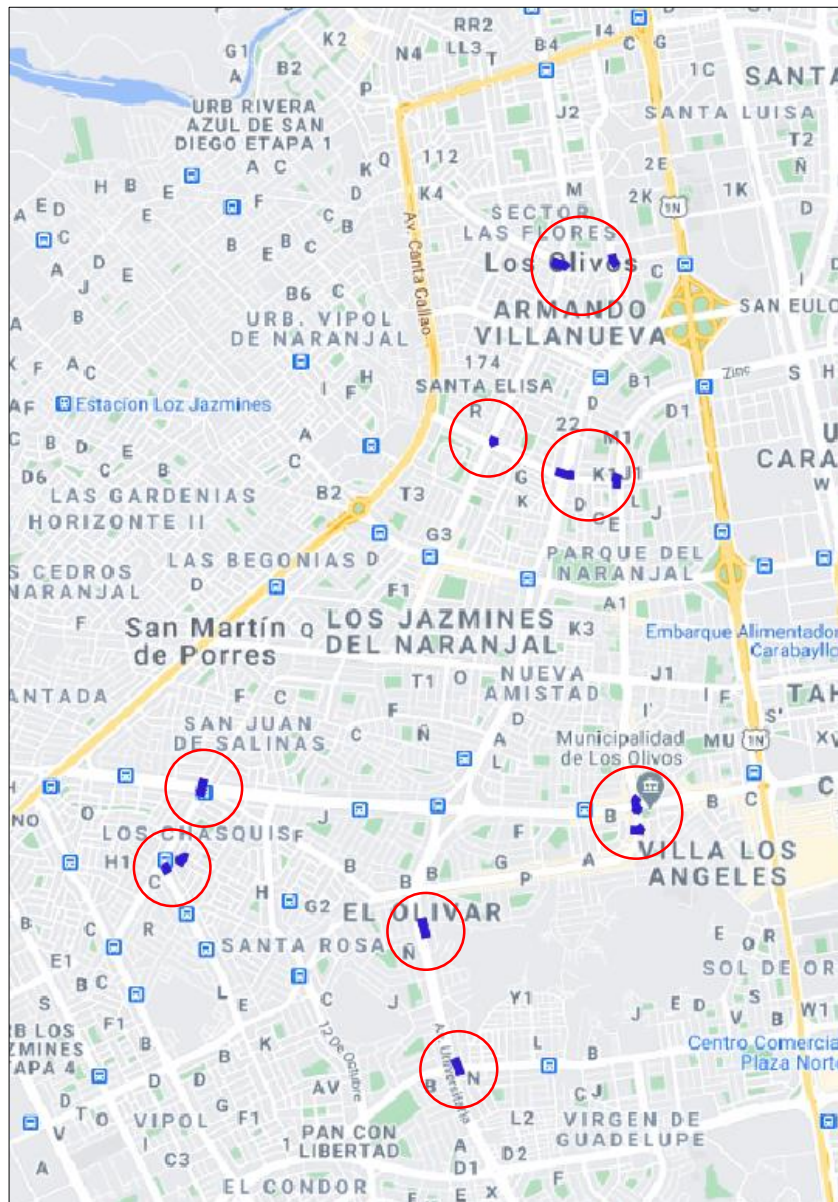 K2
RR2
N4
LL3
T
B4
I4
C
G
G1
A
B2
P
I
1C
SANTA
URB RIVERA
AZUL DE SAN
DIEGO ETAPA 1
J2
SANTA LUISA
T2
Ñ
A C
K
Q
112
2E
H B E
E
D
K4
M
2K
1N
1K
D
A E D
C
F
C
B
Av. Canta Callao
SECTOR
LAS FLORES
B
E B C
E
Los Olivos
C
A
D
E
J
I
D
B6 C
ARMANDO
VILLANUEVA
SAN EULO
A
B
URB. VIPOL
DE NARANJAL
174
X F A C
I F H
SANTA ELISA
B1
Zinc
S H
AF
Estacion Loz Jazmines
R
D
D1
22
M1
C B D E
A
C
D6
C B
G
K1
J1
CARA
W
LAS GARDENIAS
HORIZONTE II
B2
T3
K
D
L
C E
J
G3
S CEDROS
NARANJAL
LAS BEGONIAS
D
PARQUE DEL
NARANJAL
D
F1
A1
F
San Martín
de Porres
Q
LOS JAZMINES
DEL NARANJAL
K3
Embarque Alimentador
Carabayllo
T1 O
NUEVA
AMISTAD
J1
ANTADA
F C
F
I F
TAH
SAN JUAN
DE SALINAS
C
Ñ
D
A
L
I'
S'
Municipalidad
de Los Olivos
MU
1N
XV
NO
O
J
B
B C
LOS CHASQUIS
F
F
H1
C
B
B
G
P
A
VILLA LOS
ANGELES
H
B
B
C
G2
EL OLIVAR
B
R
SANTA ROSA
Ñ
E
O R
E1
B C
SOL DE OR
S
L
E
C
J
Y1
J E D
V
S
B
W1
RB LOS
ZMINES
TAPA 4
F1
B
B
K
12 De Octubre
Av. Universitaria
L
B
Centro Comercia
Plaza Norte
D
D
B
AV
B
N
C J
D
T O
V
VIPOL
G
F1
L2
VIRGEN DE
GUADELUPE
I
C3
1
PAN CON
LIBERTAD
A
D1
D2
A
EL CONDOR
F
E
E
X
F